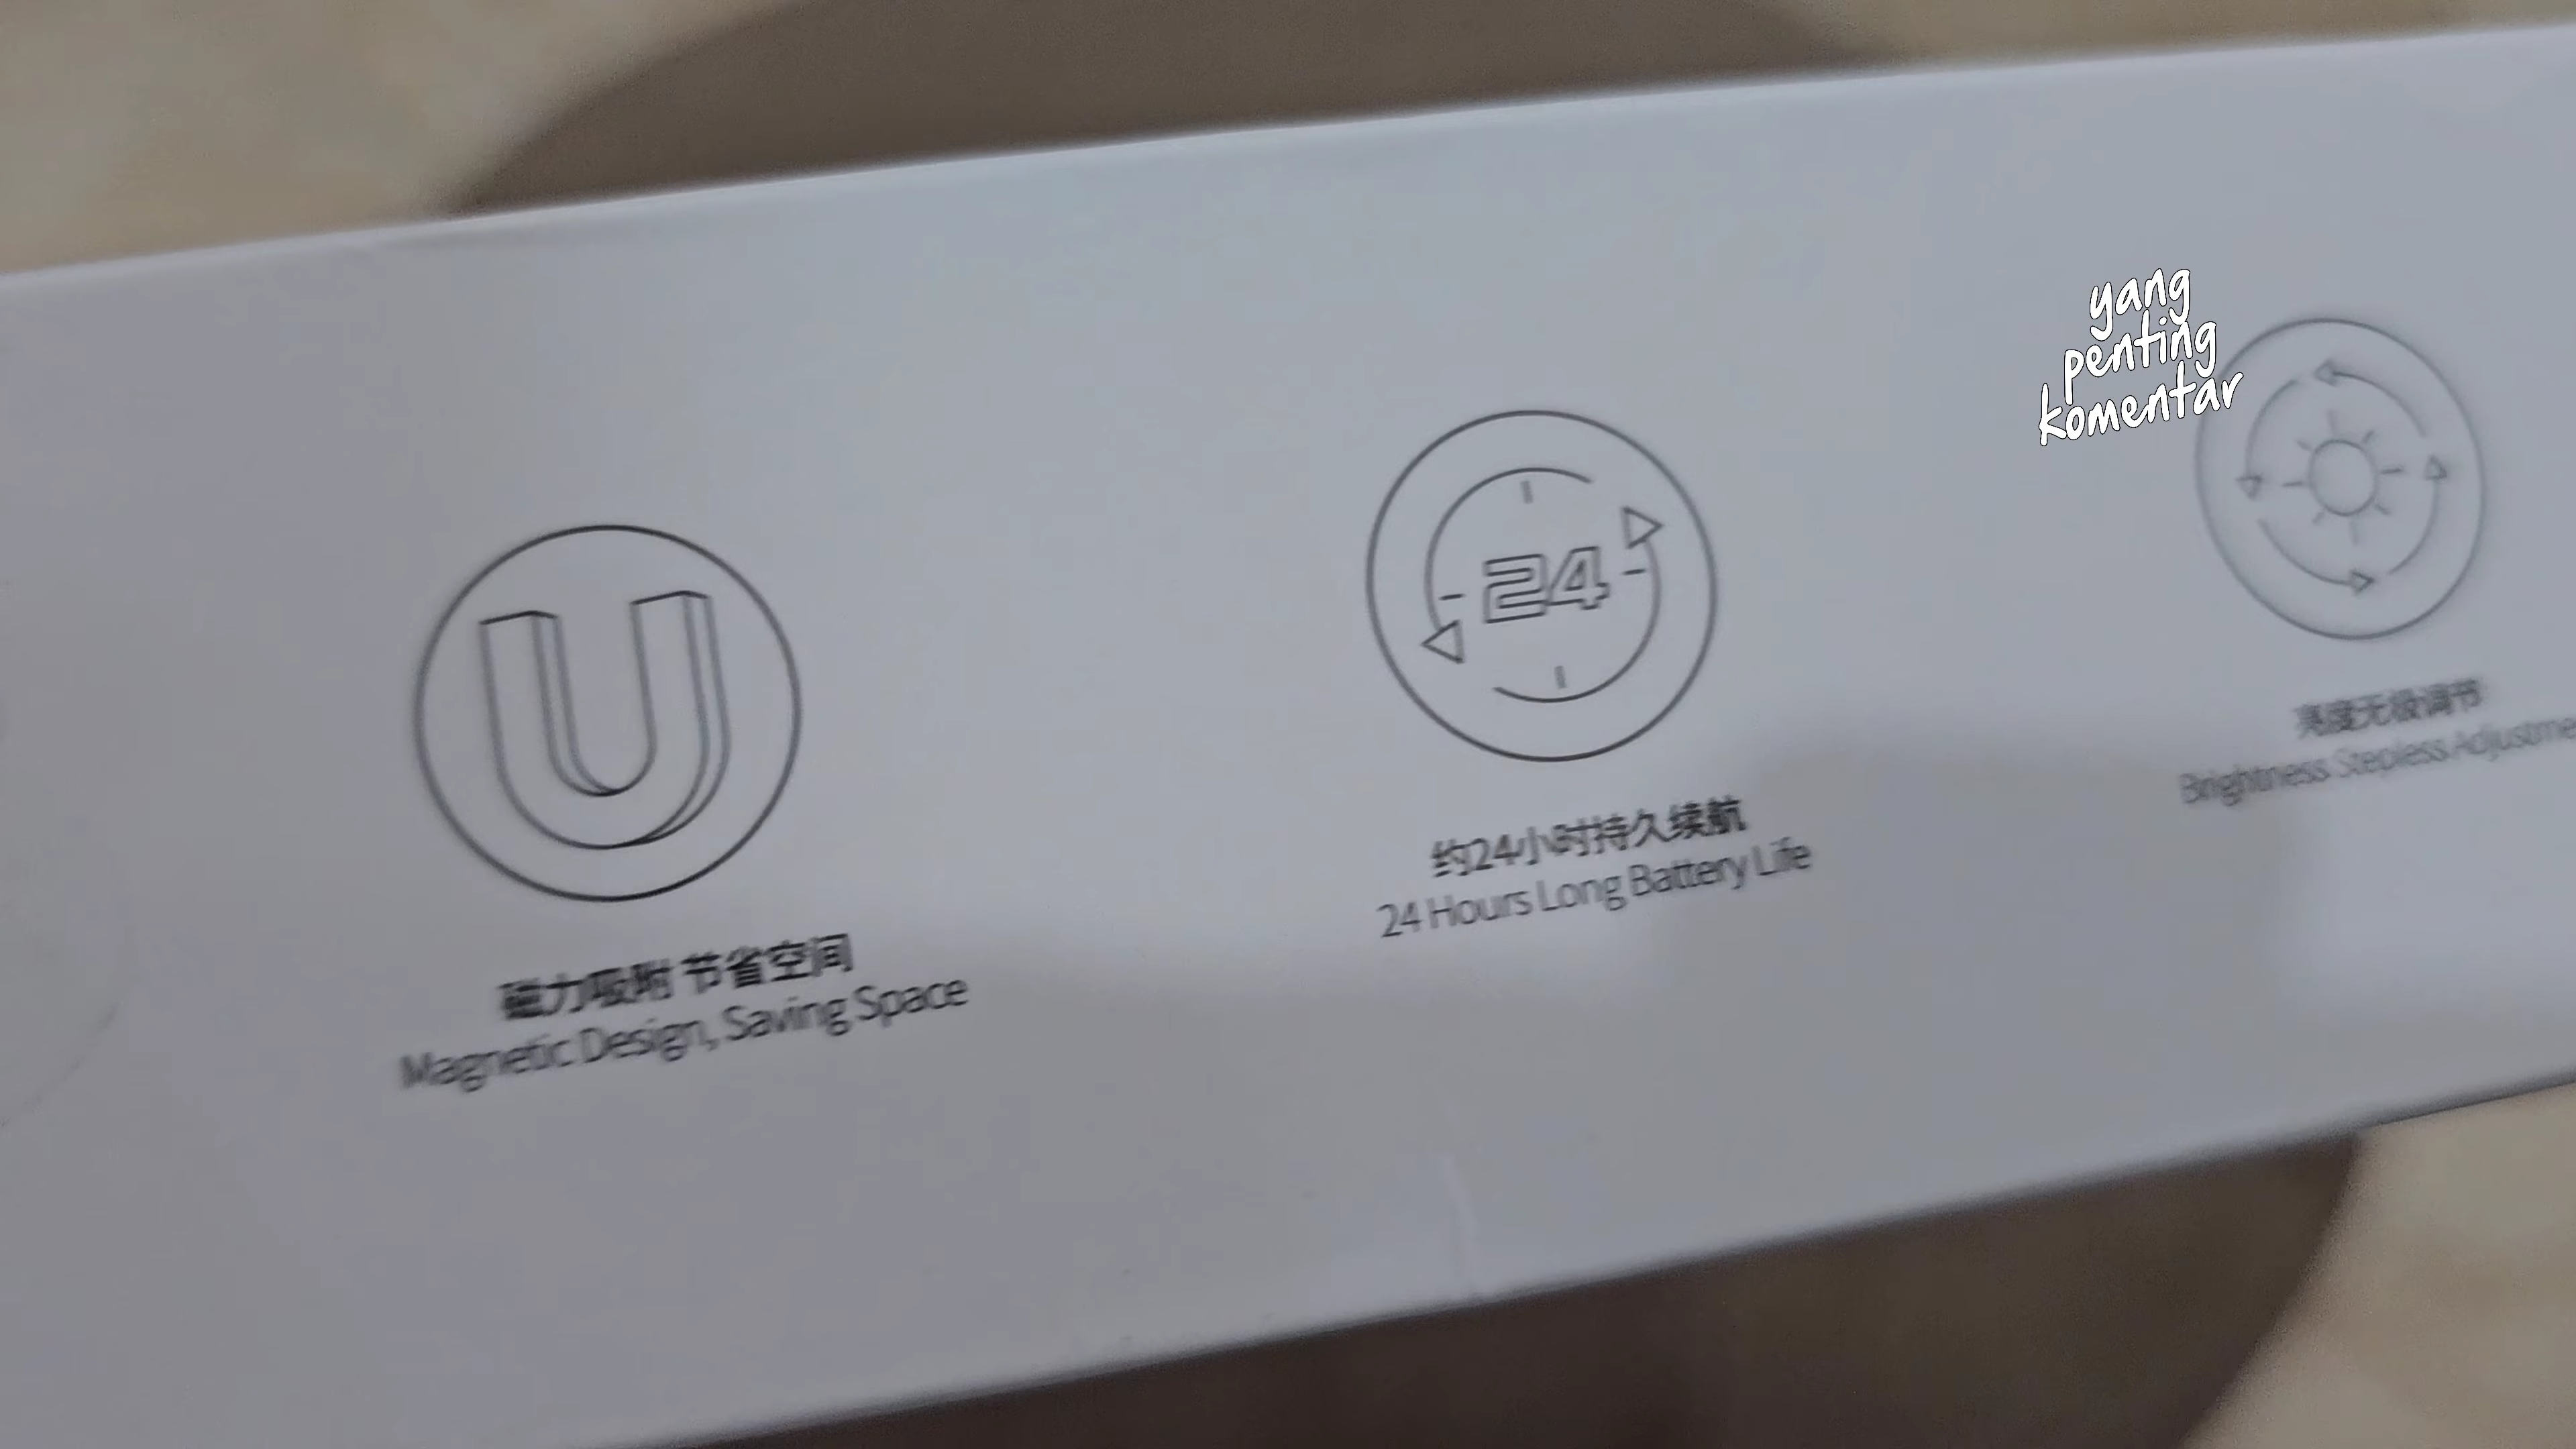 磁力吸附 节省空间
Magnetic Design, Saving Space
24
约24小时持久续航
24 Hours Long Battery Life
yang
penting
komentar
亮度无极调节
Brightness Stepless